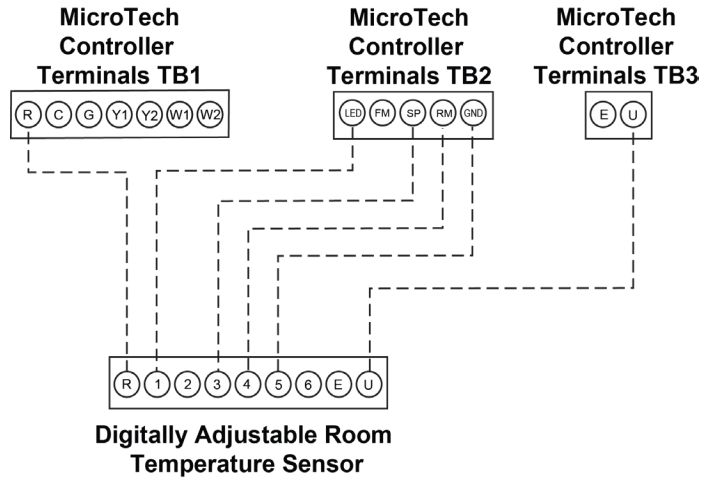 MicroTech
Controller
Terminals TB1
MicroTech
Controller
Terminals TB2
MicroTech
Controller
Terminals TB3
R C G Y1 Y2 W1 W2
LED FM SP RM GND
E U
R 1 2 3 4 5 6 E U
Digitally Adjustable Room
Temperature Sensor